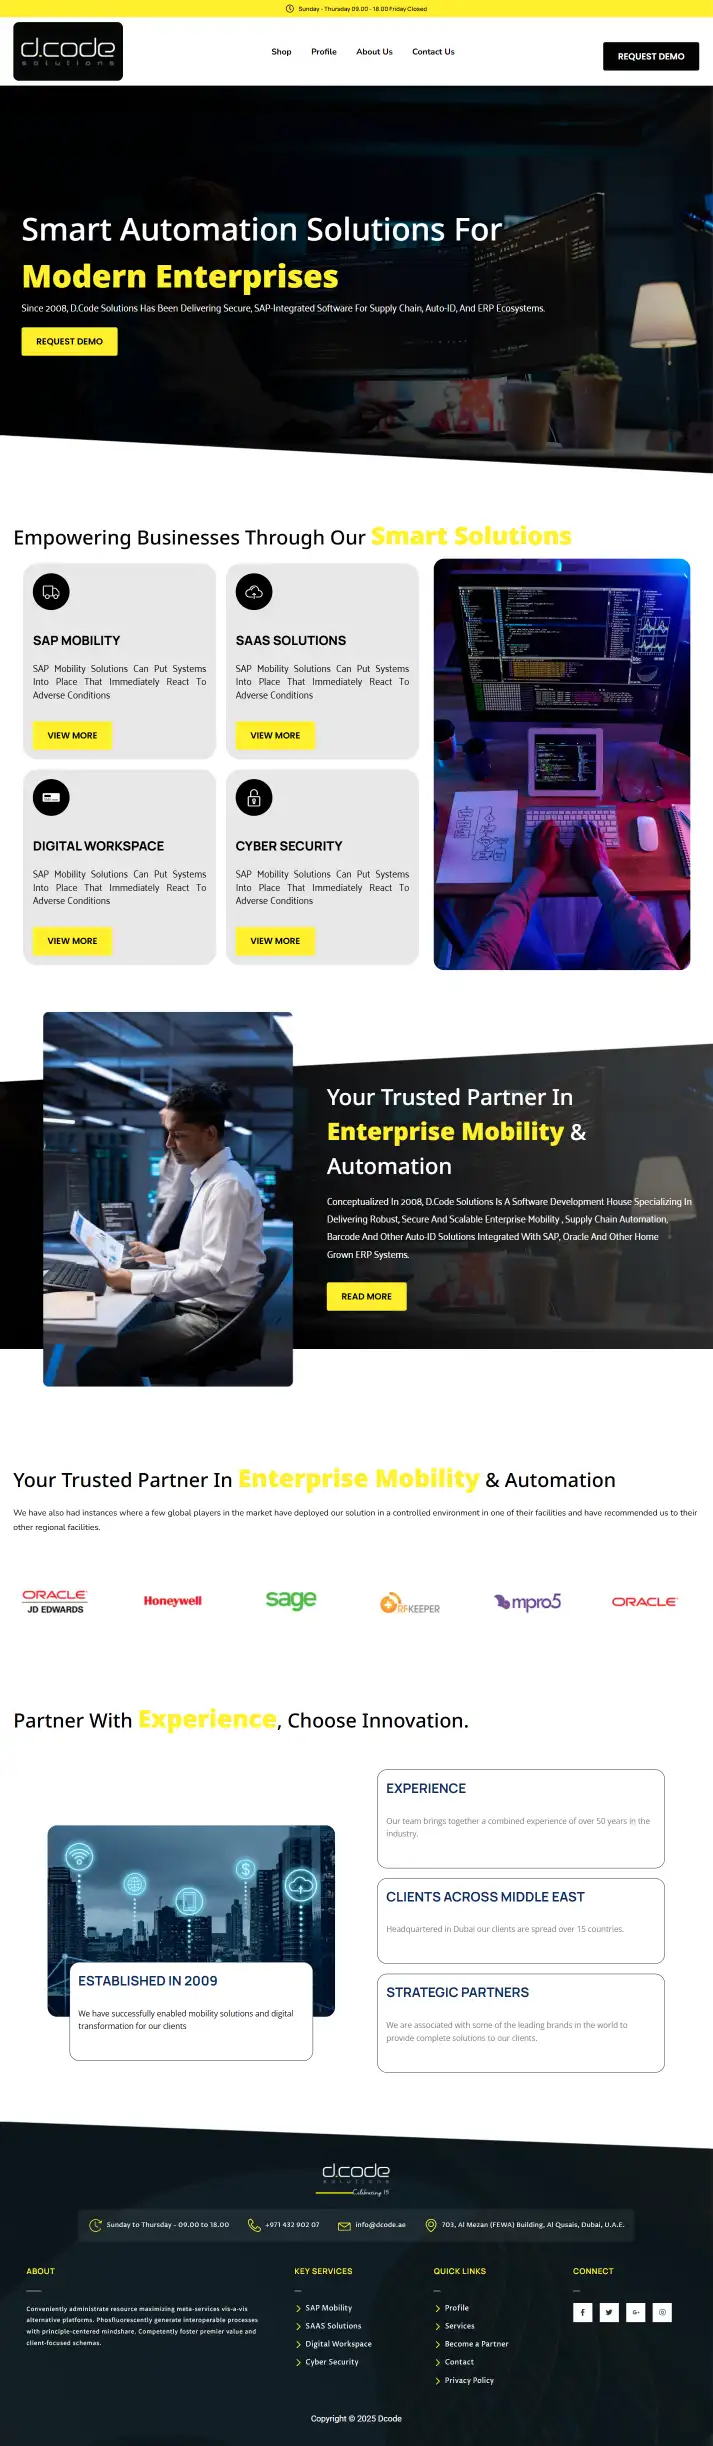 Sunday - Thursday 09.00 - 18.00 Friday Closed
d.code
solutions
Shop Profile About Us Contact Us
REQUEST DEMO
Smart Automation Solutions For
Modern Enterprises
Since 2008, D.Code Solutions Has Been Delivering Secure, SAP-Integrated Software For Supply Chain, Auto-ID, And ERP Ecosystems.
REQUEST DEMO
Empowering Businesses Through Our Smart Solutions
SAP MOBILITY
SAP Mobility Solutions Can Put Systems
Into Place That Immediately React To
Adverse Conditions
VIEW MORE
SAAS SOLUTIONS
SAP Mobility Solutions Can Put Systems
Into Place That Immediately React To
Adverse Conditions
VIEW MORE
DIGITAL WORKSPACE
SAP Mobility Solutions Can Put Systems
Into Place That Immediately React To
Adverse Conditions
VIEW MORE
CYBER SECURITY
SAP Mobility Solutions Can Put Systems
Into Place That Immediately React To
Adverse Conditions
VIEW MORE
Your Trusted Partner In
Enterprise Mobility &
Automation
Conceptualized In 2008, D.Code Solutions Is A Software Development House Specializing In
Delivering Robust, Secure And Scalable Enterprise Mobility , Supply Chain Automation,
Barcode And Other Auto-ID Solutions Integrated With SAP, Oracle And Other Home
Grown ERP Systems.
READ MORE
Your Trusted Partner In Enterprise Mobility & Automation
We have also had instances where a few global players in the market have deployed our solution in a controlled environment in one of their facilities and have recommended us to their
other regional facilities.
ORACLE
JD EDWARDS
Honeywell
sage
RFKEEPER
mpro5
ORACLE
Partner With Experience, Choose Innovation.
EXPERIENCE
Our team brings together a combined experience of over 50 years in the
industry.
CLIENTS ACROSS MIDDLE EAST
Headquartered in Dubai our clients are spread over 15 countries.
STRATEGIC PARTNERS
We are associated with some of the leading brands in the world to
provide complete solutions to our clients.
ESTABLISHED IN 2009
We have successfully enabled mobility solutions and digital
transformation for our clients
d.code
solutions
Celebrating 15
Sunday to Thursday - 09.00 to 18.00
+971 432 902 07
info@dcode.ae
703, Al Mezan (FEWA) Building, Al Qusais, Dubai, U.A.E.
ABOUT
Conveniently administrate resource maximizing meta-services vis-a-vis
alternative platforms. Phosfluorescently generate interoperable processes
with principle-centered mindshare. Competently foster premier value and
client-focused schemas.
KEY SERVICES
SAP Mobility
SAAS Solutions
Digital Workspace
Cyber Security
QUICK LINKS
Profile
Services
Become a Partner
Contact
Privacy Policy
CONNECT
Copyright © 2025 Dcode